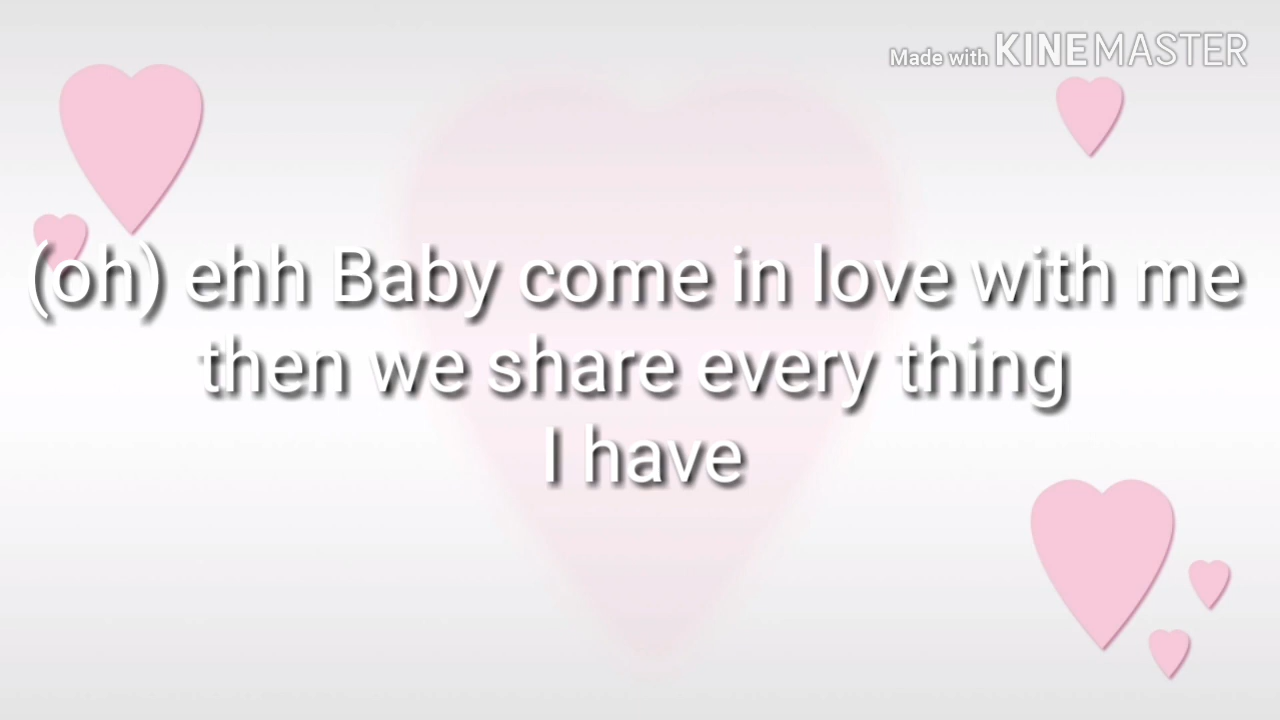 Made with KINEMASTER
(oh) ehh Baby come in love with me
then we share every thing
I have